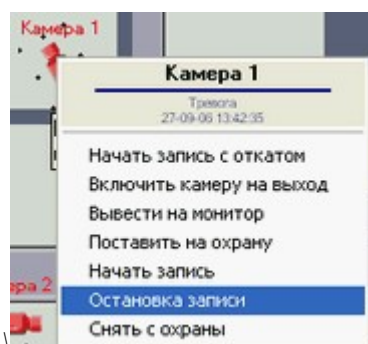 Камера 1
Камера 1
Тревога
27-09-06 13:42:35
Начать запись с откатом
Включить камеру на выход
Вывести на монитор
Поставить на охрану
Начать запись
Остановка записи
ера 2
Снять с охраны